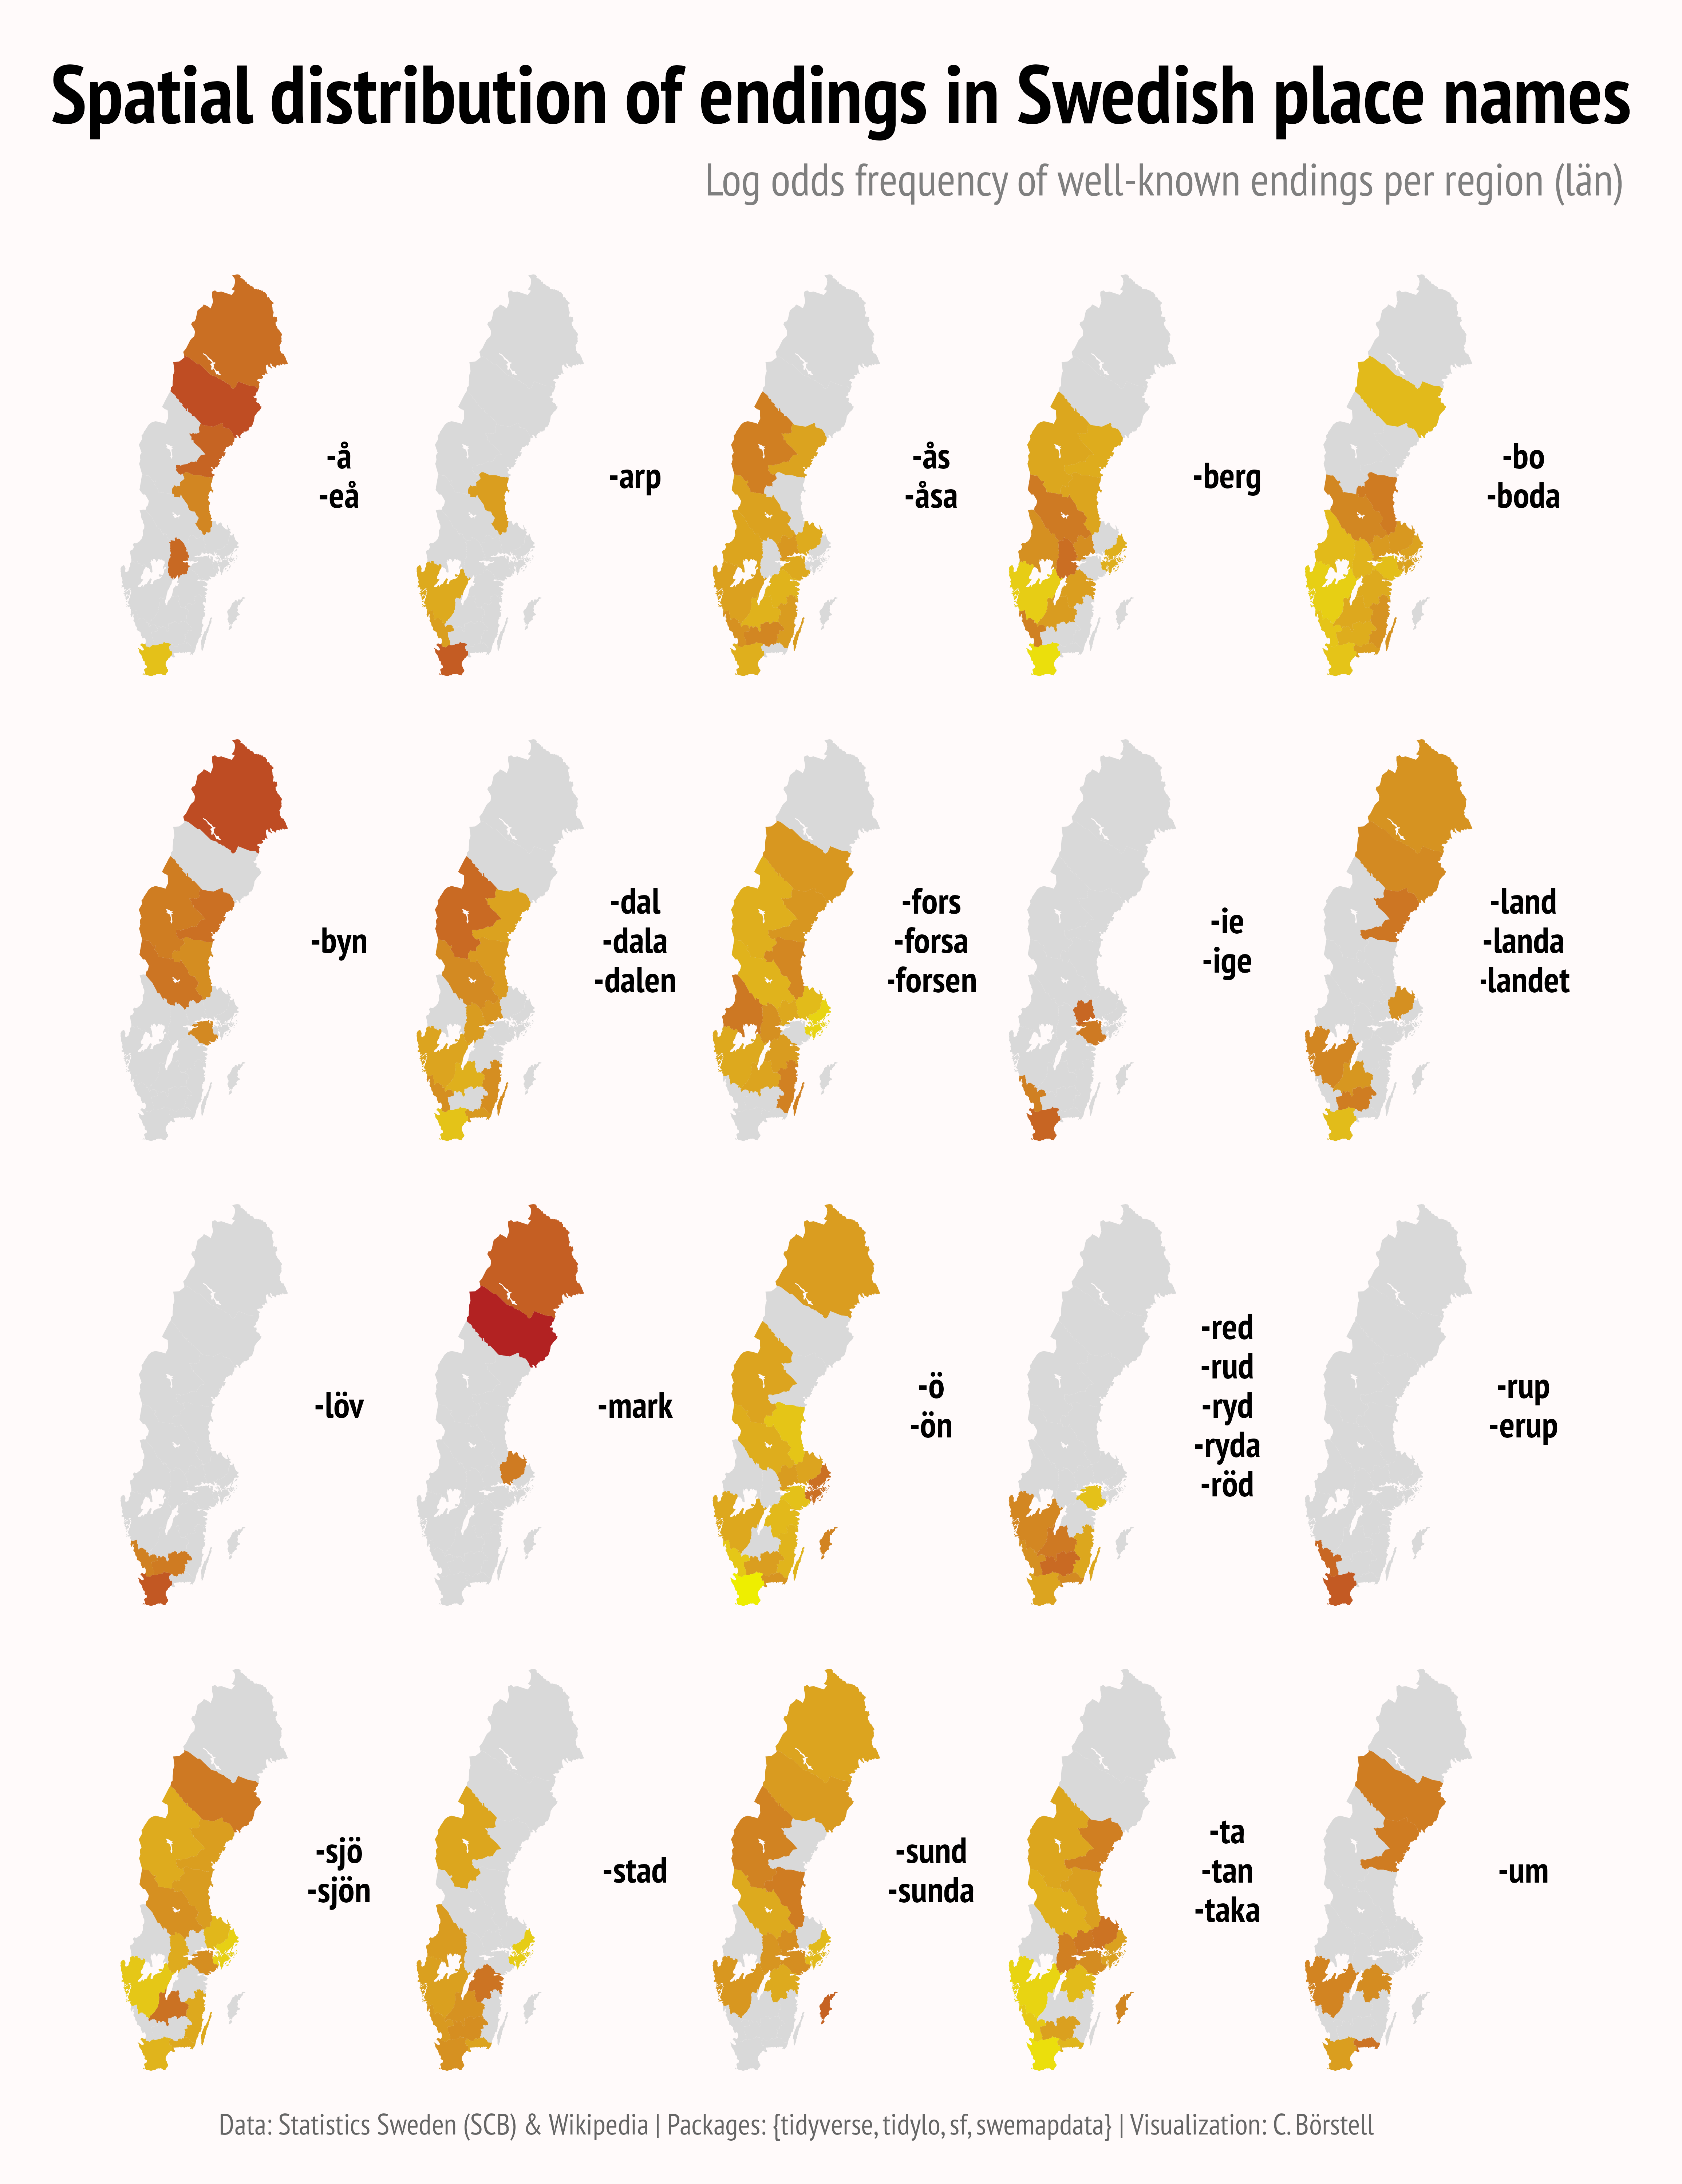 Spatial distribution of endings in Swedish place names
Log odds frequency of well-known endings per region (län)
-å
-eå
-arp
-ås
-åsa
-berg
-bo
-boda
-byn
-dal
-dala
-dalen
-fors
-forsa
-forsen
-ie
-ige
-land
-landa
-landet
-löv
-mark
-ö
-ön
-red
-rud
-ryd
-ryda
-röd
-rup
-erup
-sjö
-sjön
-stad
-sund
-sunda
-ta
-tan
-taka
-um
Data: Statistics Sweden (SCB) & Wikipedia | Packages: {tidyverse, tidylo, sf, swemapdata} | Visualization: C. Börstell